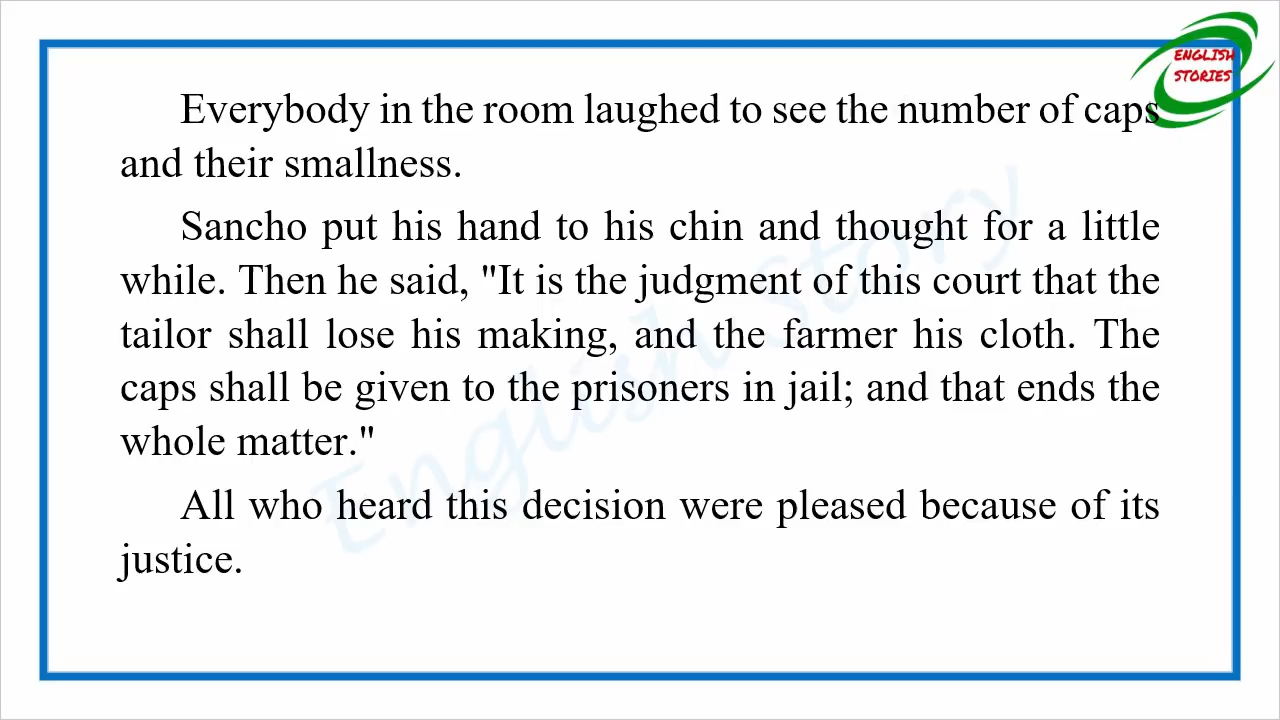 ENGLISH
STORIES
Everybody in the room laughed to see the number of caps
and their smallness.
Sancho put his hand to his chin and thought for a little
while. Then he said, "It is the judgment of this court that the
tailor shall lose his making, and the farmer his cloth. The
caps shall be given to the prisoners in jail; and that ends the
whole matter."
All who heard this decision were pleased because of its
justice.
English Story